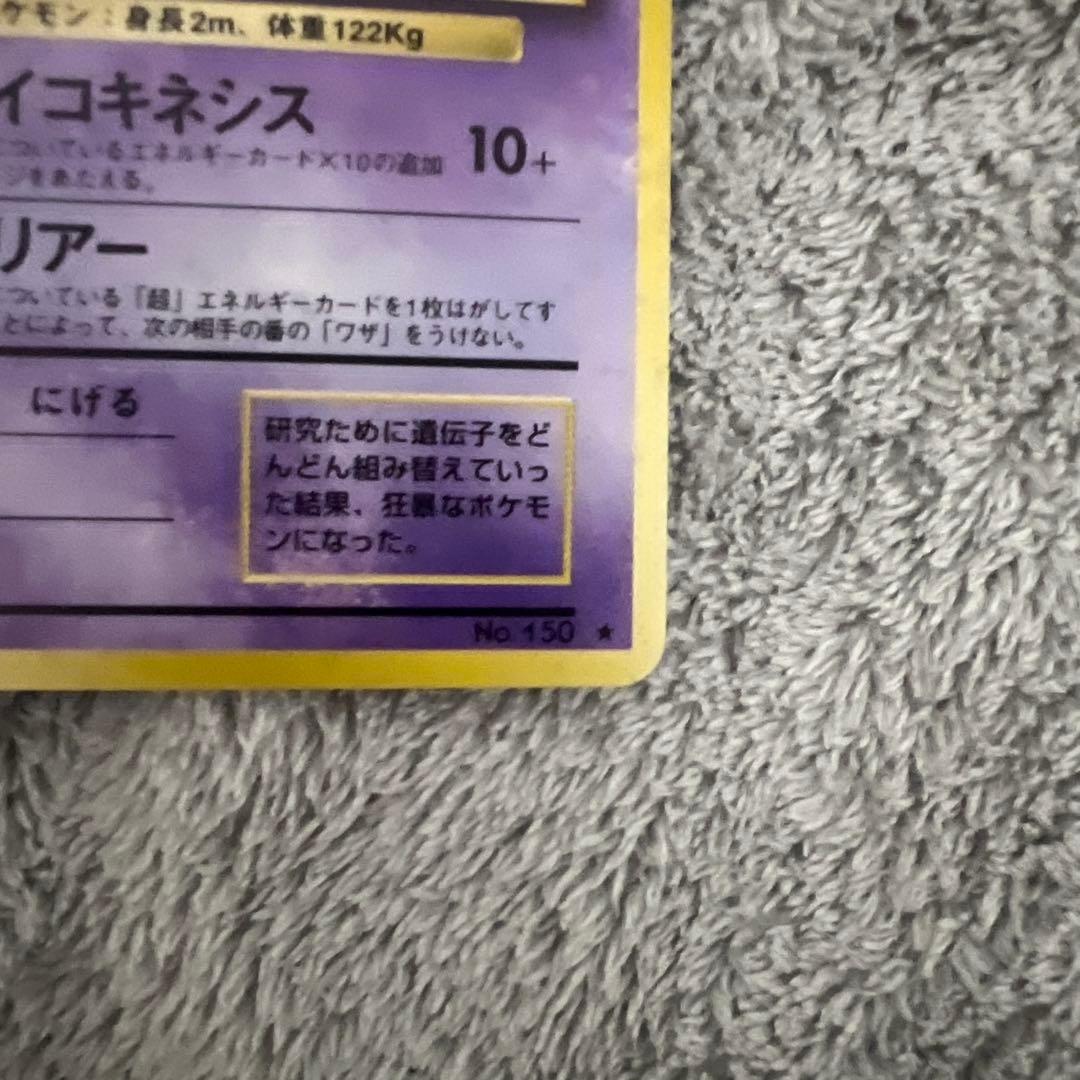 ケモン：身長2m、体重122Kg
イコキネシス
10+
についているエネルギーカード×10の追加
ジをあたえる。
リアー
ついている「超」エネルギーカードを1枚はがしてす
とによって、次の相手の番の「ワザ」をうけない。
にげる
研究ために遺伝子をど
んどん組み替えていっ
た結果、狂暴なポケモ
ンになった。
No 150 ★